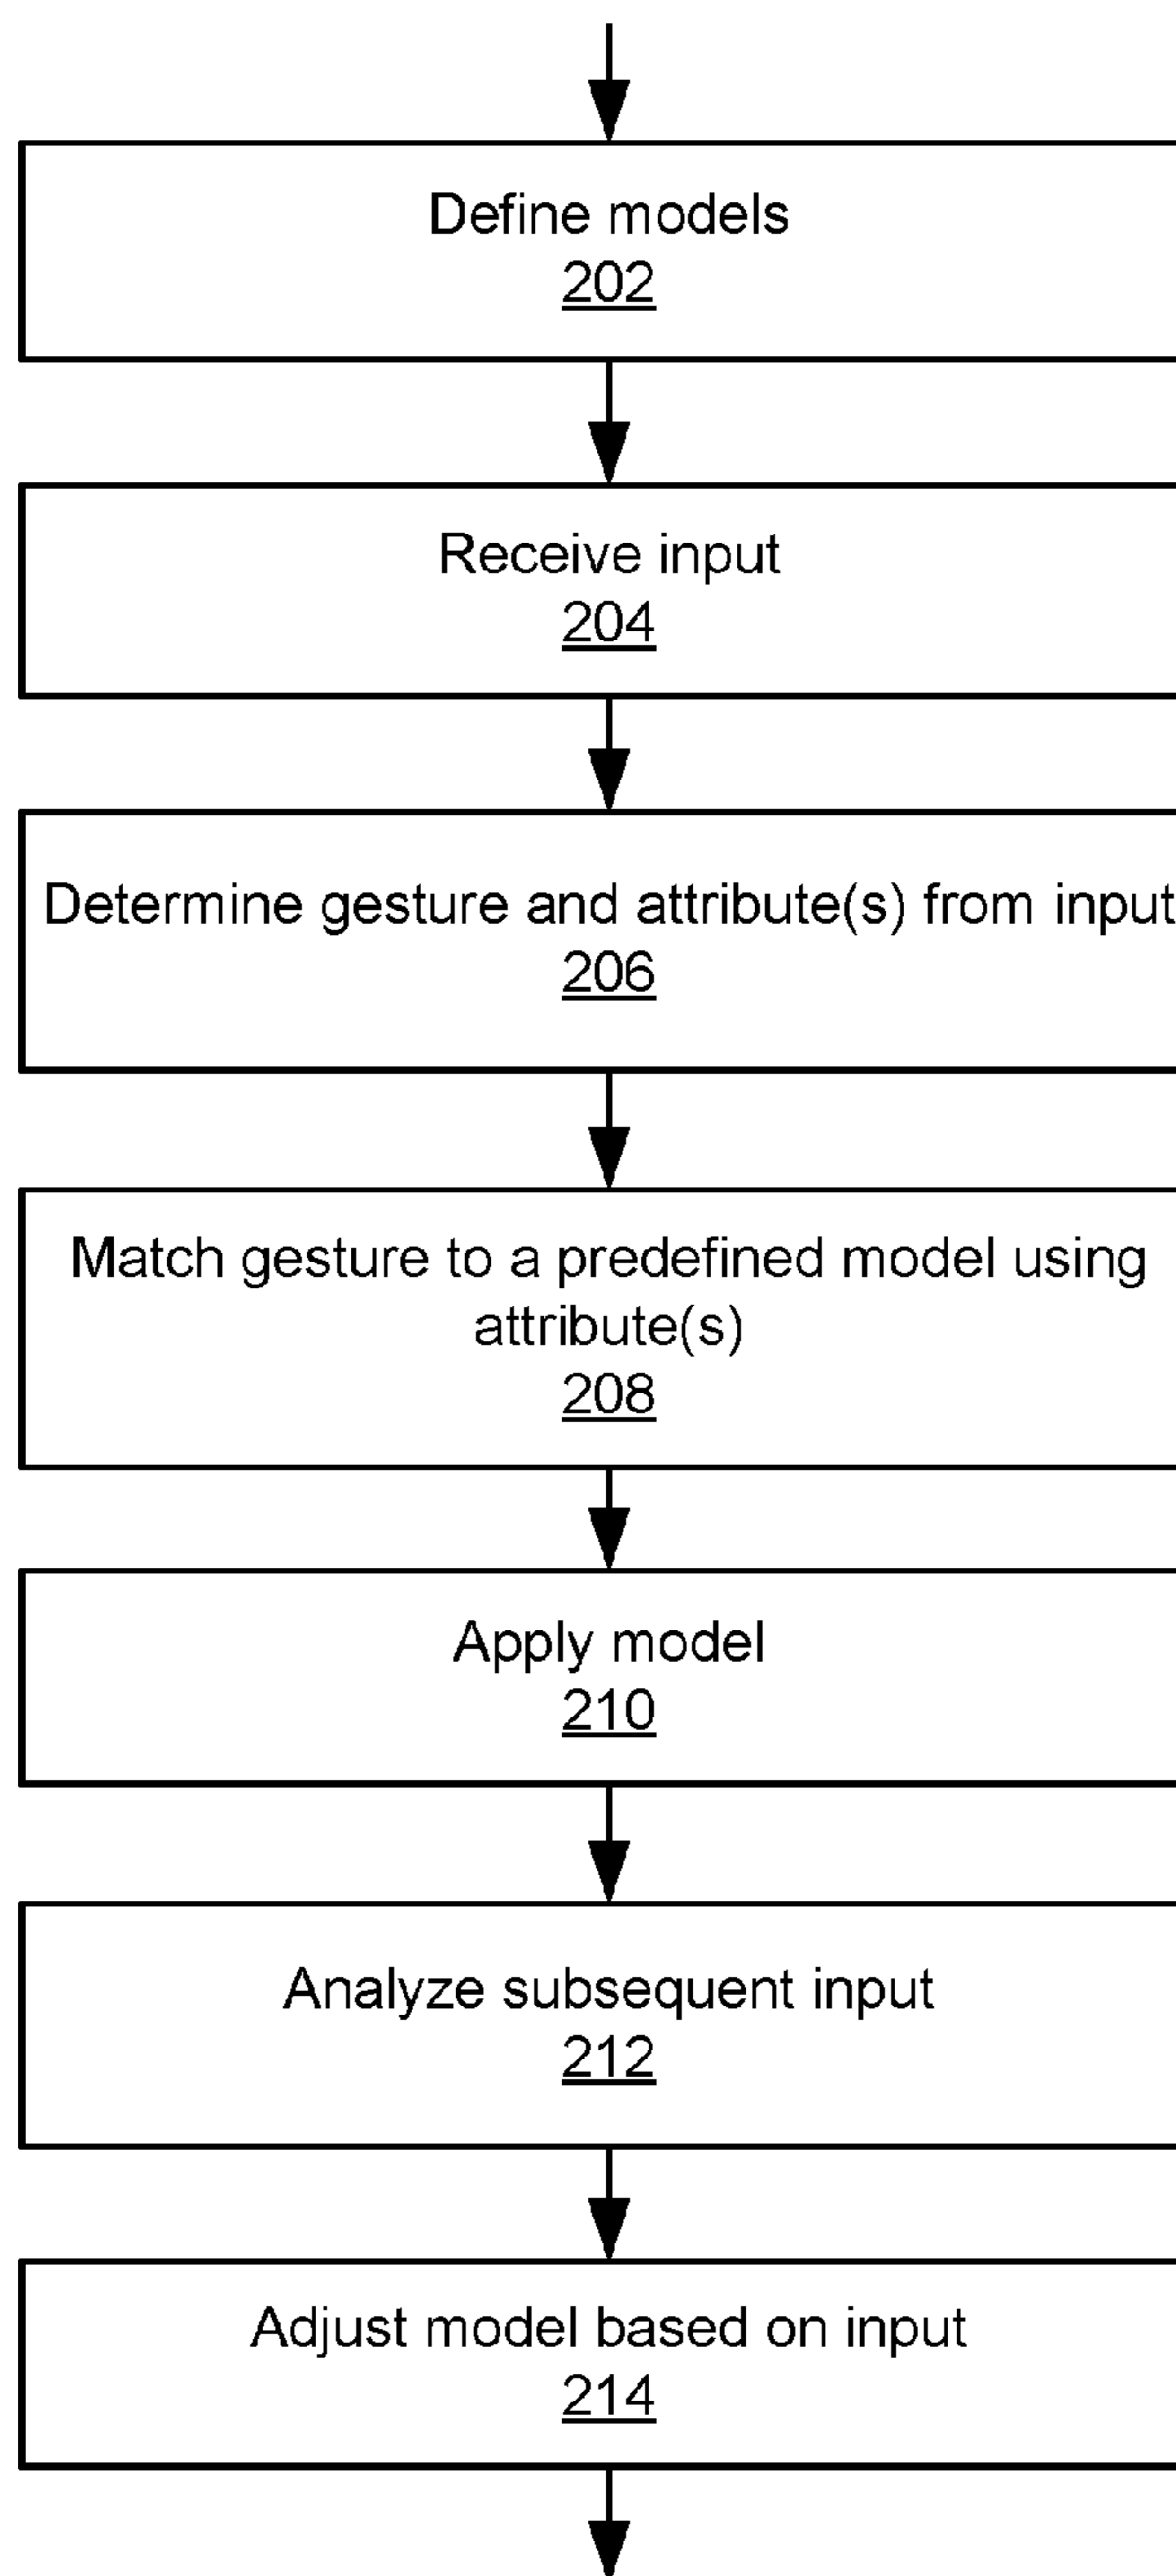 Define models
202
Receive input
204
Determine gesture and attribute(s) from input
206
Match gesture to a predefined model using
attribute(s)
208
Apply model
210
Analyze subsequent input
212
Adjust model based on input
214